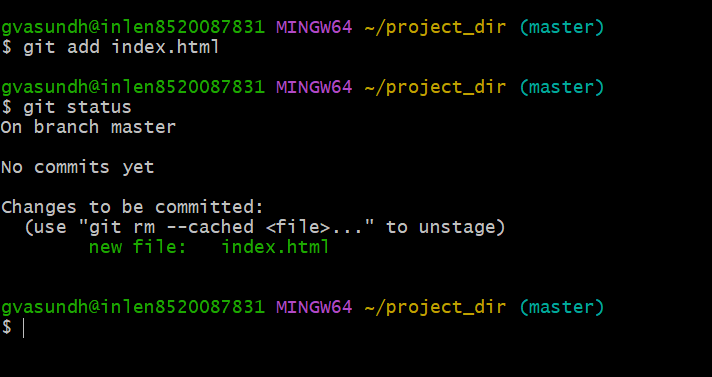 gvasundh@inlen8520087831 MINGW64 ~/project_dir (master)
$ git add index.html
gvasundh@inlen8520087831 MINGW64 ~/project_dir (master)
$ git status
On branch master
No commits yet
Changes to be committed:
  (use "git rm --cached <file>..." to unstage)
        new file:   index.html
gvasundh@inlen8520087831 MINGW64 ~/project_dir (master)
$